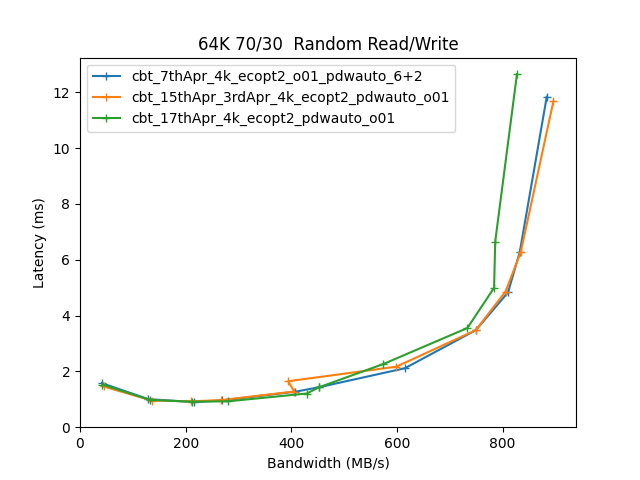 64K 70/30  Random Read/Write
cbt_7thApr_4k_ecopt2_o01_pdwauto_6+2
cbt_15thApr_3rdApr_4k_ecopt2_pdwauto_o01
cbt_17thApr_4k_ecopt2_pdwauto_o01
Latency (ms)
12
10
8
6
4
2
0
0 200 400 600 800
Bandwidth (MB/s)